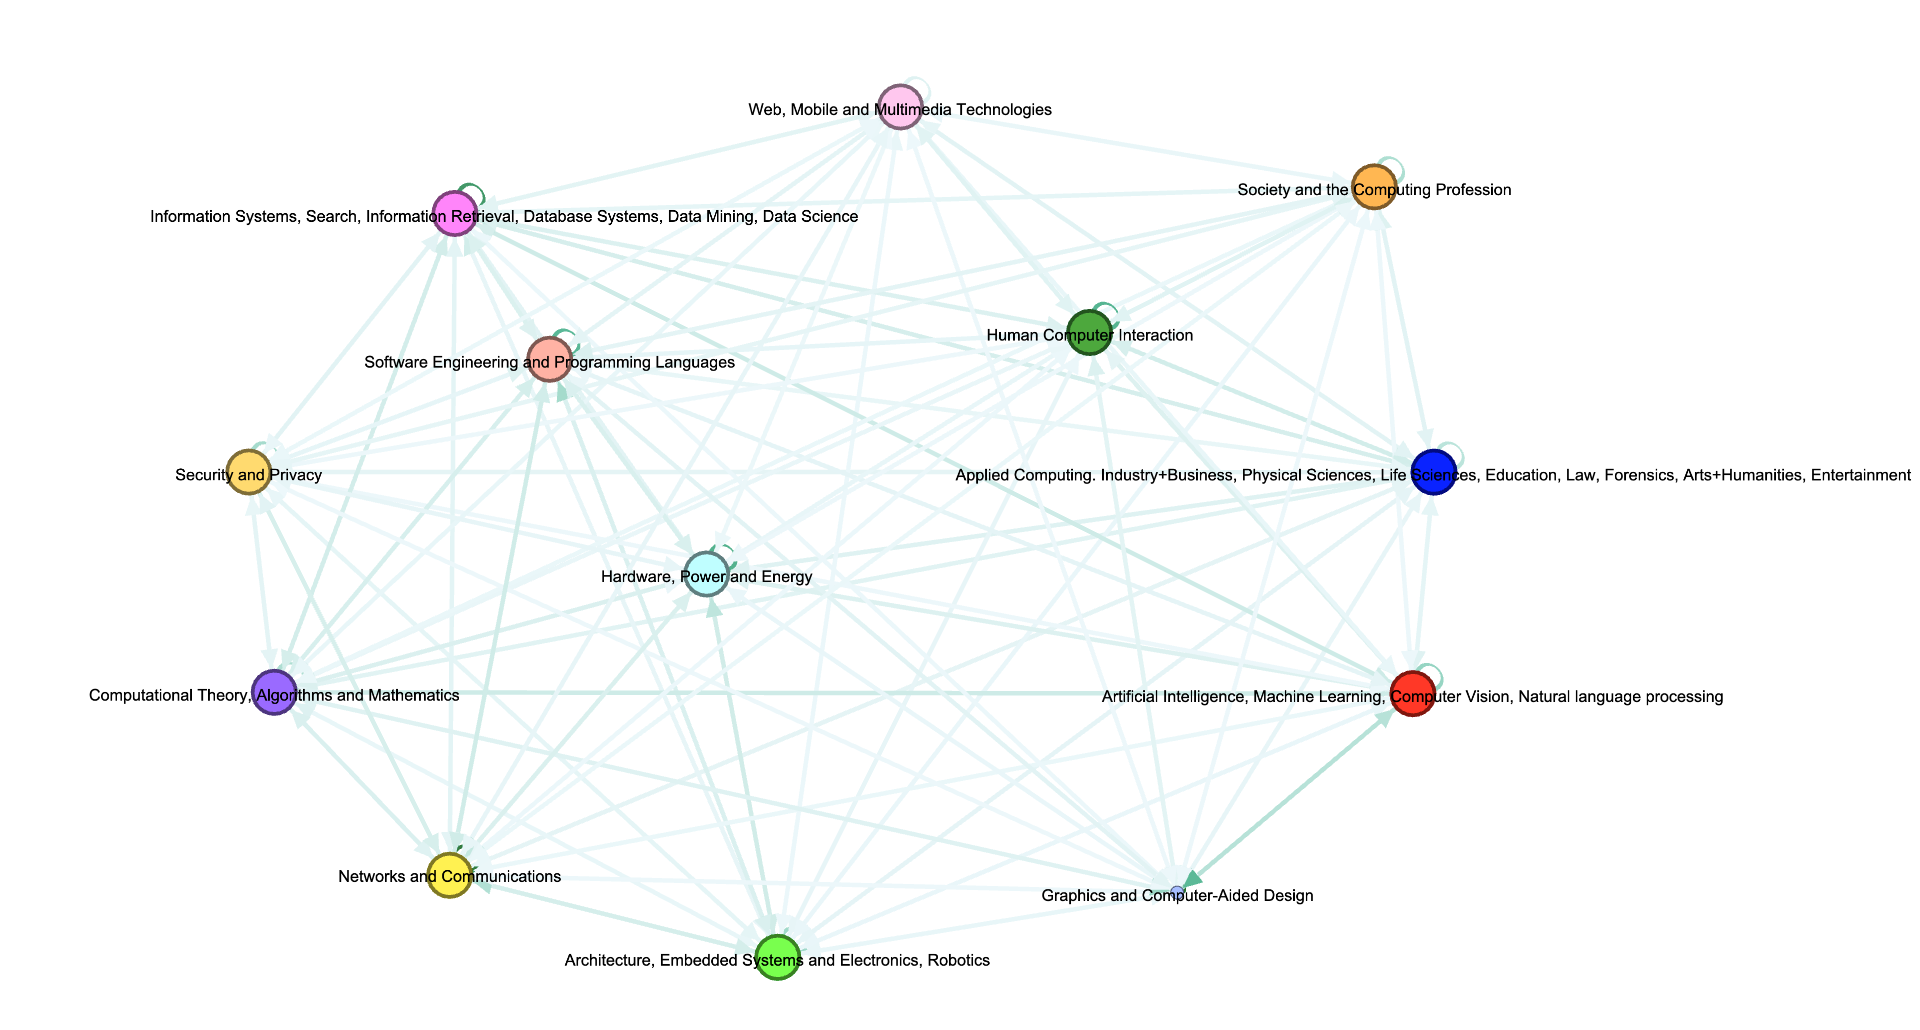 Web, Mobile and Multimedia Technologies
Society and the Computing Profession
Information Systems, Search, Information Retrieval, Database Systems, Data Mining, Data Science
Human Computer Interaction
Software Engineering and Programming Languages
Security and Privacy
Applied Computing. Industry+Business, Physical Sciences, Life Sciences, Education, Law, Forensics, Arts+Humanities, Entertainment
Hardware, Power and Energy
Computational Theory, Algorithms and Mathematics
Artificial Intelligence, Machine Learning, Computer Vision, Natural language processing
Networks and Communications
Graphics and Computer-Aided Design
Architecture, Embedded Systems and Electronics, Robotics